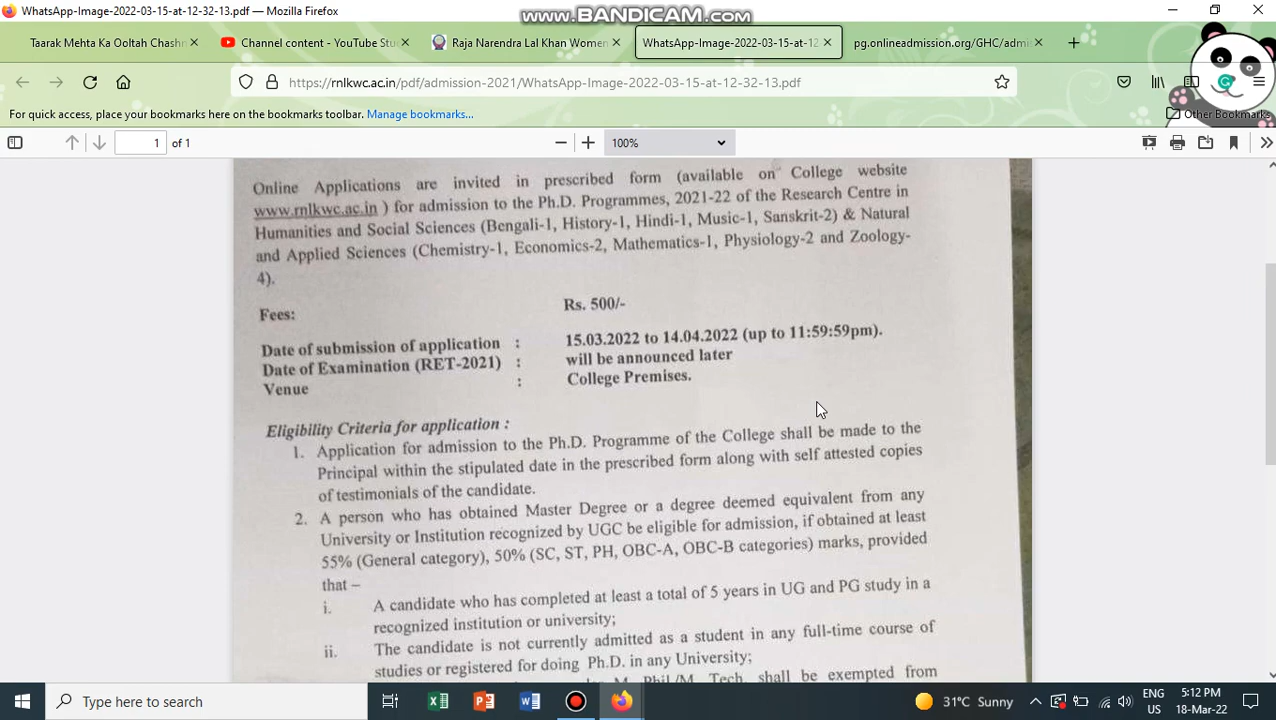 WhatsApp-Image-2022-03-15-at-12-32-13.pdf — Mozilla Firefox
www.BANDICAM.com
Taarak Mehta Ka Ooltah Chashm
Channel content - YouTube Stu
Raja Narendra Lal Khan Women
WhatsApp-Image-2022-03-15-at-12
pg.onlineadmission.org/GHC/admi
https://rnlkwc.ac.in/pdf/admission-2021/WhatsApp-Image-2022-03-15-at-12-32-13.pdf
For quick access, place your bookmarks here on the bookmarks toolbar. Manage bookmarks...
Other Bookmarks
1 of 1
100%
Online Applications are invited in prescribed form (available on College website
www.rnlkwc.ac.in ) for admission to the Ph.D. Programmes, 2021-22 of the Research Centre in
Humanities and Social Sciences (Bengali-1, History-1, Hindi-1, Music-1, Sanskrit-2) & Natural
and Applied Sciences (Chemistry-1, Economics-2, Mathematics-1, Physiology-2 and Zoology-
4).
Fees: Rs. 500/-
Date of submission of application : 15.03.2022 to 14.04.2022 (up to 11:59:59pm).
Date of Examination (RET-2021) : will be announced later
Venue : College Premises.
Eligibility Criteria for application :
1. Application for admission to the Ph.D. Programme of the College shall be made to the
Principal within the stipulated date in the prescribed form along with self attested copies
of testimonials of the candidate.
2. A person who has obtained Master Degree or a degree deemed equivalent from any
University or Institution recognized by UGC be eligible for admission, if obtained at least
55% (General category), 50% (SC, ST, PH, OBC-A, OBC-B categories) marks, provided
that –
i. A candidate who has completed at least a total of 5 years in UG and PG study in a
recognized institution or university;
ii. The candidate is not currently admitted as a student in any full-time course of
studies or registered for doing Ph.D. in any University;
M. Phil./M. Tech. shall be exempted from
Type here to search
31°C Sunny
ENG
US
5:12 PM
18-Mar-22